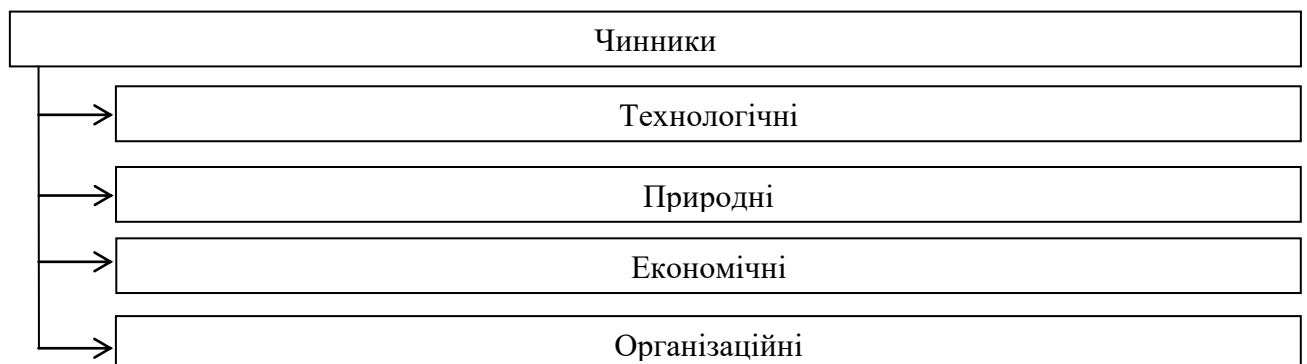 Чинники
Технологічні
Природні
Економічні
Організаційні